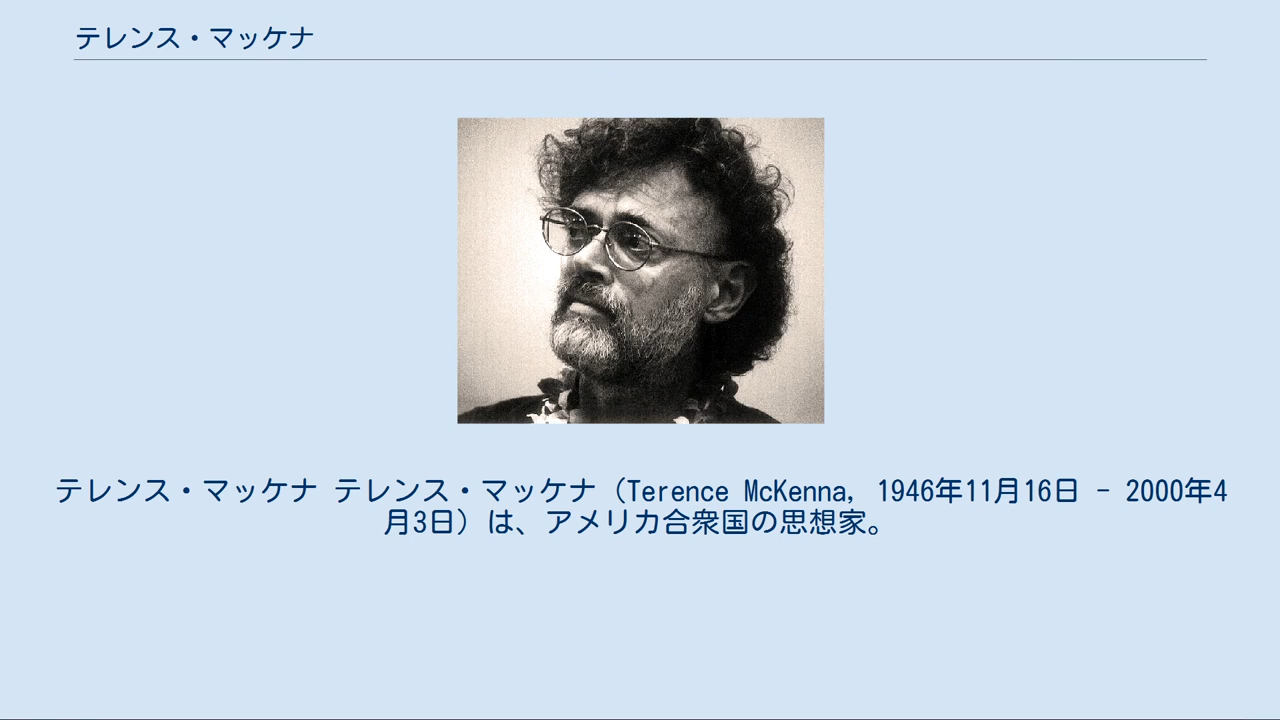 テレンス・マッケナ
テレンス・マッケナ テレンス・マッケナ（Terence McKenna, 1946年11月16日 - 2000年4
月3日）は、アメリカ合衆国の思想家。